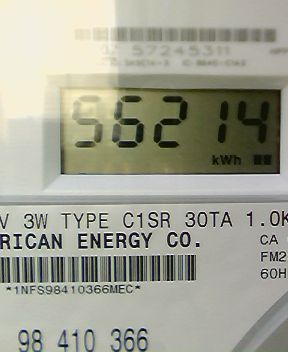 57245311
56214
kWh
V 3W TYPE C1SR 30TA 1.0K
RICAN ENERGY CO.
CA
FM2
60H
*1NFS98410366MEC*
98 410 366